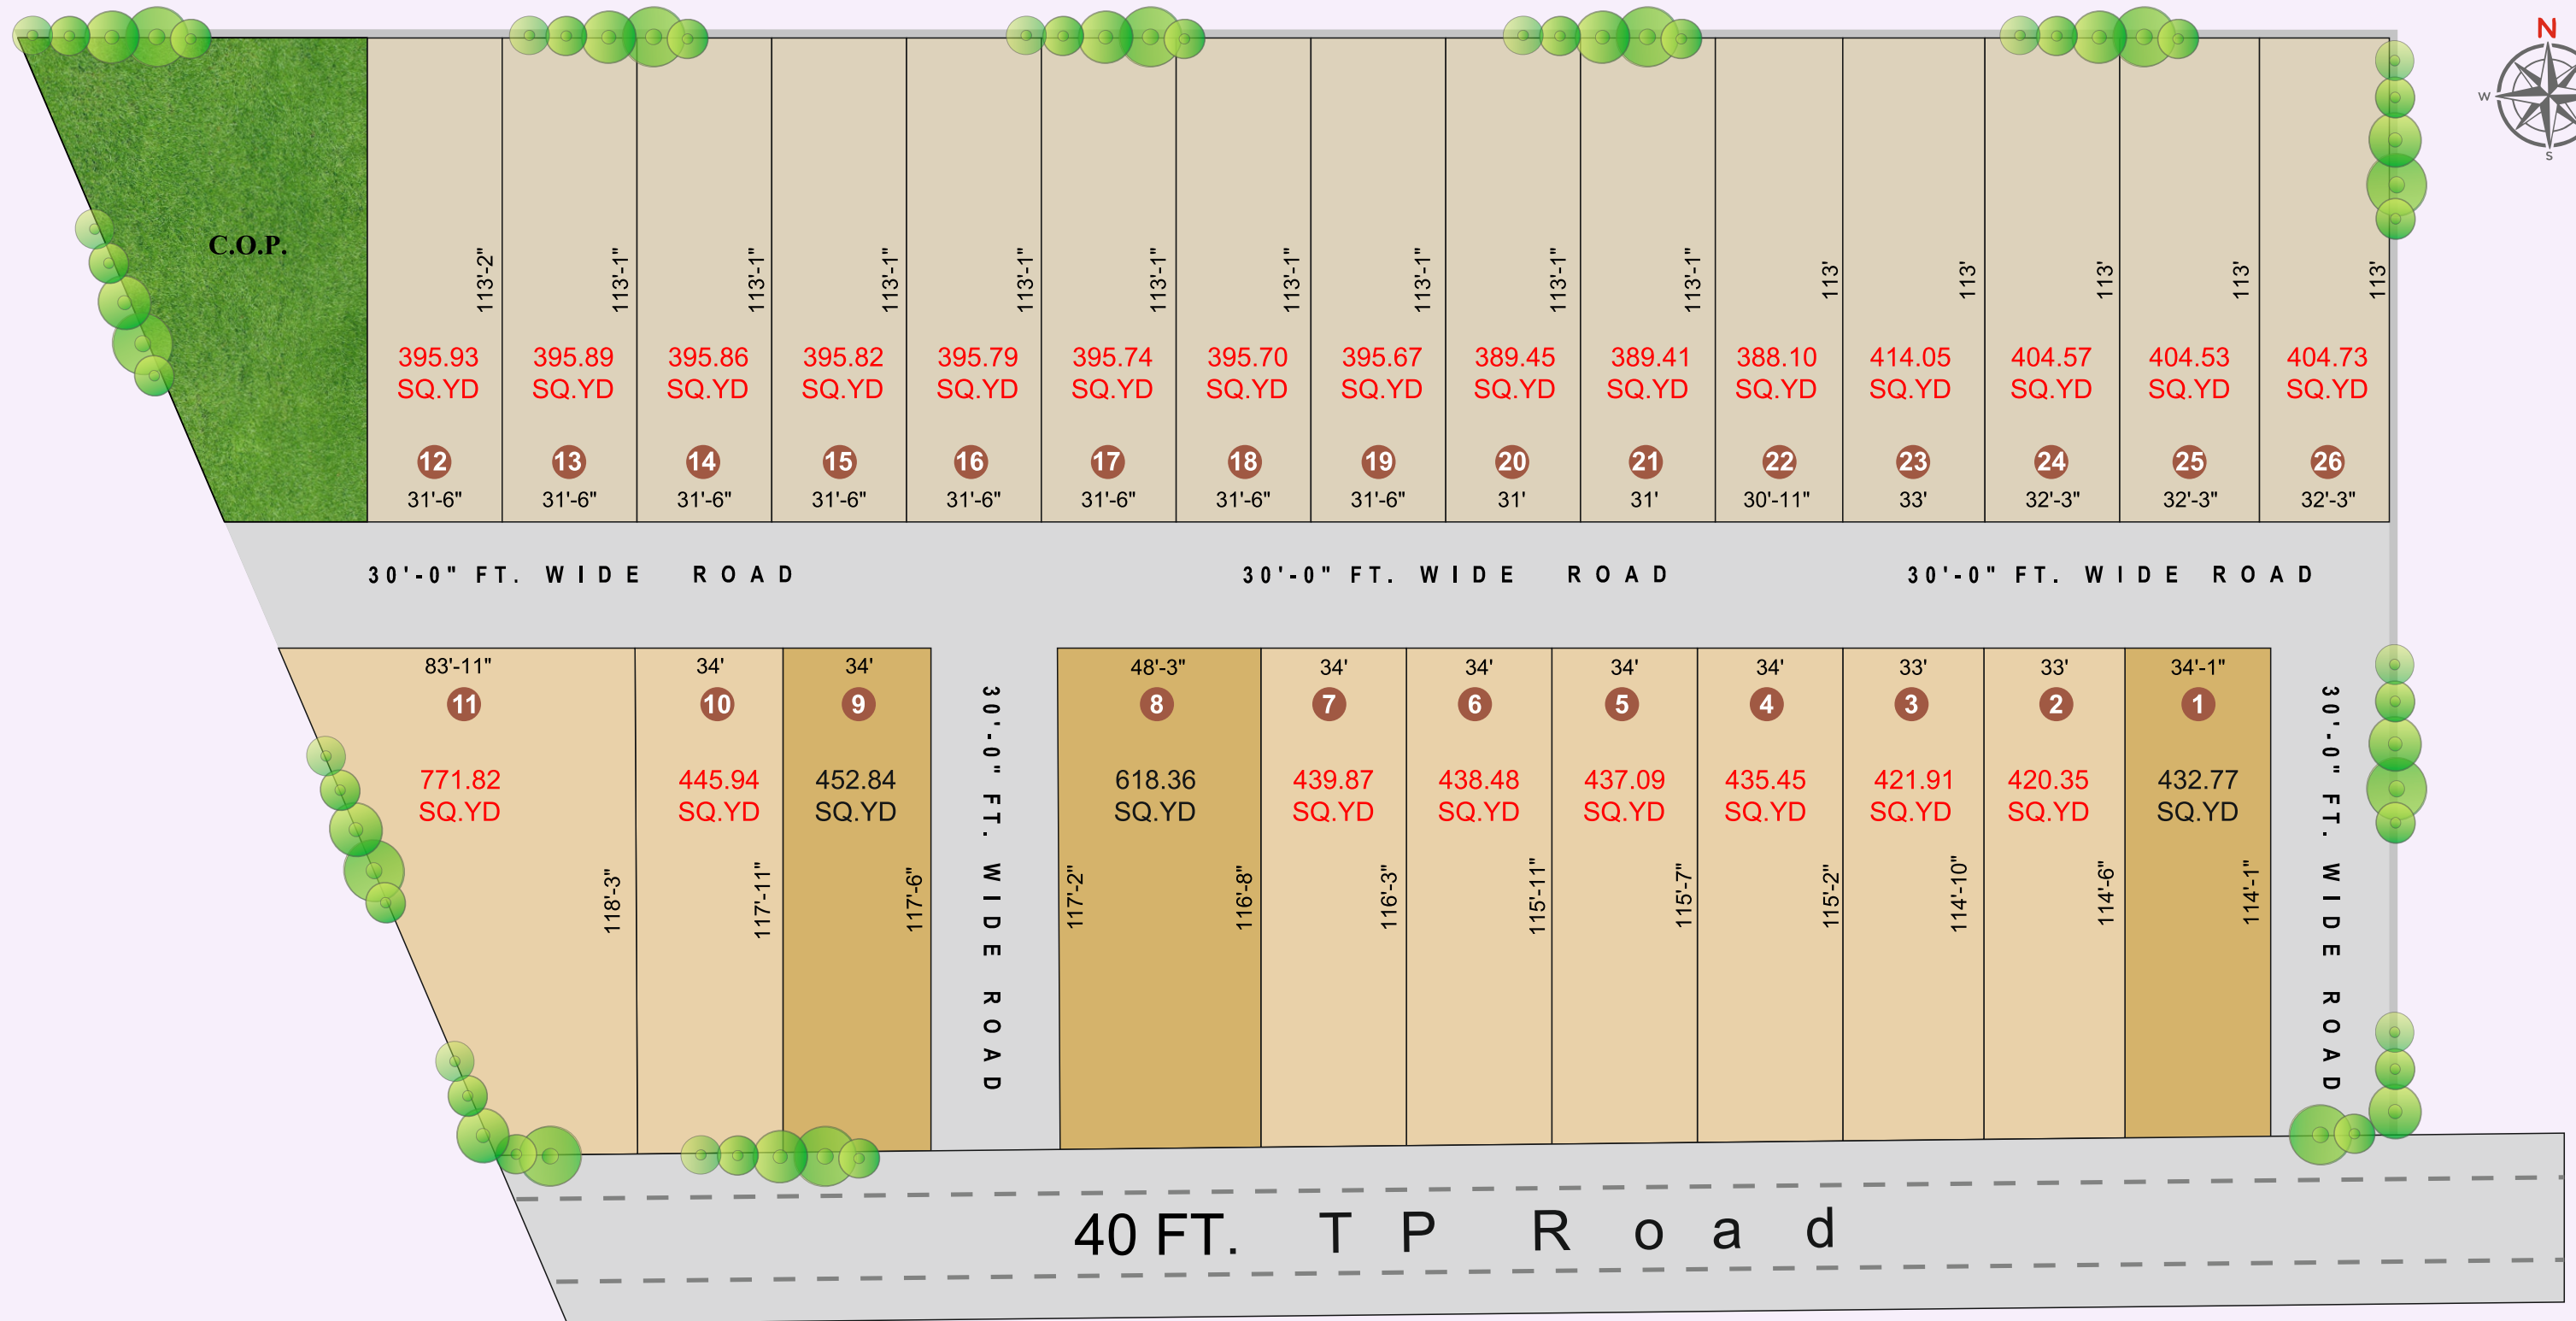 N
W
S
C.O.P.
113'-2"
113'-1"
113'-1"
113'-1"
113'-1"
113'-1"
113'-1"
113'-1"
113'-1"
113'-1"
113'
113'
113'
113'
113'
395.93
SQ.YD
12
31'-6"
395.89
SQ.YD
13
31'-6"
395.86
SQ.YD
14
31'-6"
395.82
SQ.YD
15
31'-6"
395.79
SQ.YD
16
31'-6"
395.74
SQ.YD
17
31'-6"
395.70
SQ.YD
18
31'-6"
395.67
SQ.YD
19
31'-6"
389.45
SQ.YD
20
31'
389.41
SQ.YD
21
31'
388.10
SQ.YD
22
30'-11"
414.05
SQ.YD
23
33'
404.57
SQ.YD
24
32'-3"
404.53
SQ.YD
25
32'-3"
404.73
SQ.YD
26
32'-3"
30'-0" FT. WIDE ROAD
30'-0" FT. WIDE ROAD
30'-0" FT. WIDE ROAD
83'-11"
11
771.82
SQ.YD
118'-3"
34'
10
445.94
SQ.YD
117'-11"
34'
9
452.84
SQ.YD
117'-6"
30'-0" FT. WIDE ROAD
48'-3"
8
618.36
SQ.YD
117'-2"
116'-8"
34'
7
439.87
SQ.YD
116'-3"
34'
6
438.48
SQ.YD
115'-11"
34'
5
437.09
SQ.YD
115'-7"
34'
4
435.45
SQ.YD
115'-2"
33'
3
421.91
SQ.YD
114'-10"
33'
2
420.35
SQ.YD
114'-6"
34'-1"
1
432.77
SQ.YD
114'-1"
30'-0" FT. WIDE ROAD
40 FT. TP Road